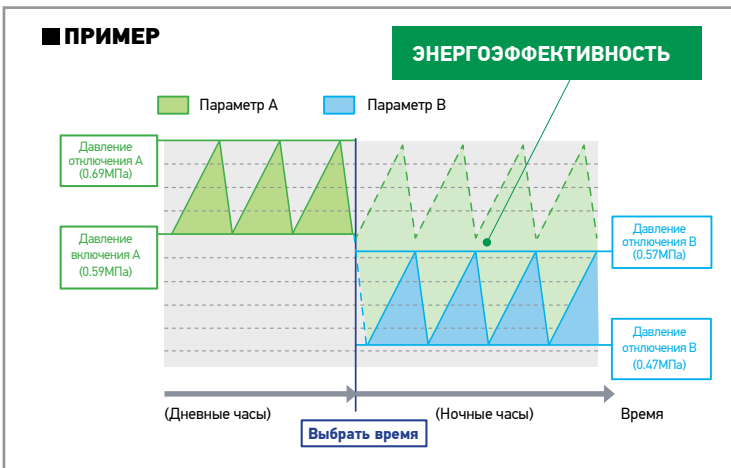 ПРИМЕР
ЭНЕРГОЭФФЕКТИВНОСТЬ
Параметр A
Параметр B
Давление
отключения A
(0.69МПа)
Давление
включения A
(0.59МПа)
Давление
отключения B
(0.57МПа)
Давление
отключения B
(0.47МПа)
(Дневные часы)
(Ночные часы)
Время
Выбрать время